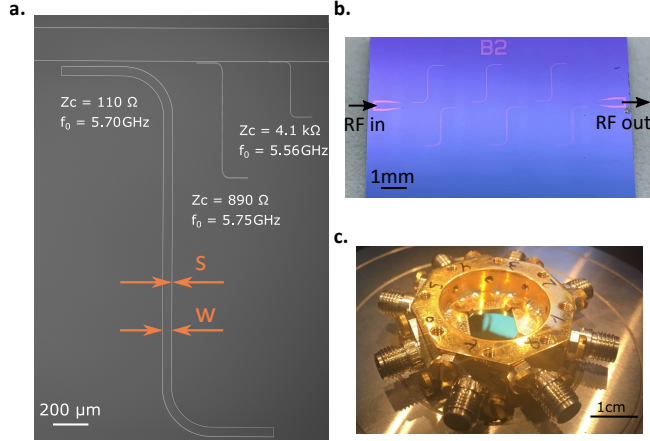 a.
Zc = 110 Ω
f₀ = 5.70GHz
Zc = 4.1 kΩ
f₀ = 5.56GHz
Zc = 890 Ω
f₀ = 5.75GHz
S
W
200 µm
b.
B2
RF in
RF out
1mm
c.
1cm